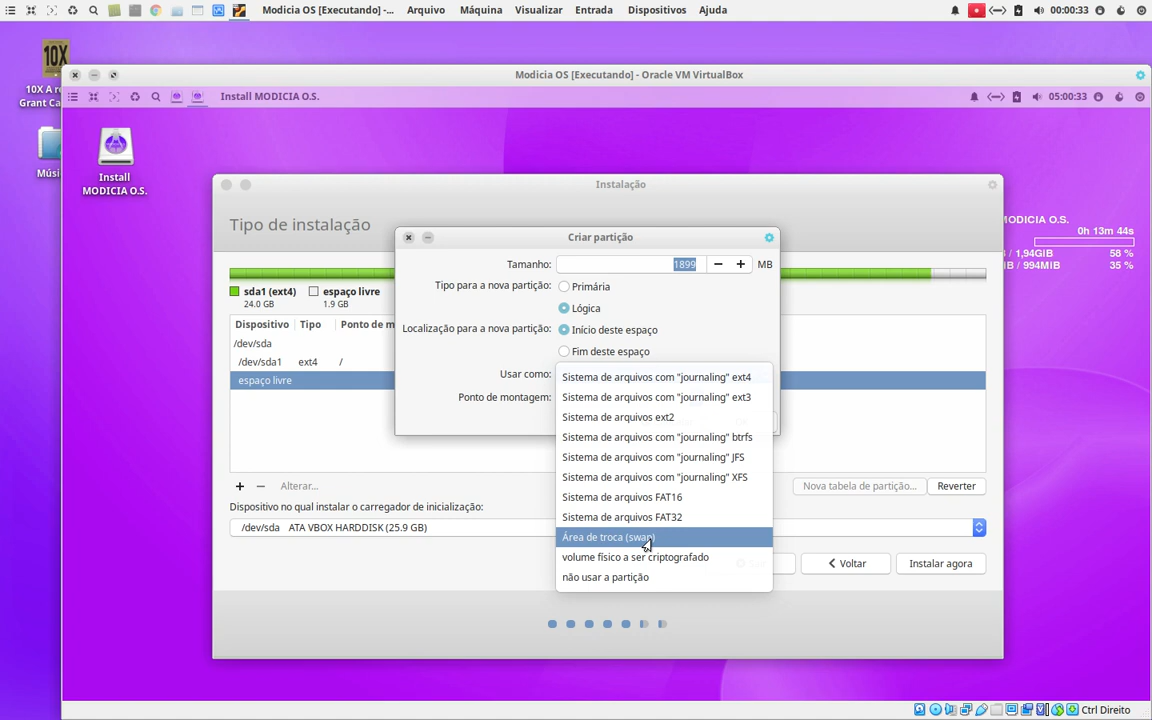 Modicia OS [Executando] -... Arquivo Máquina Visualizar Entrada Dispositivos Ajuda 00:00:33
10X
10X A re
Grant Ca
Músi
Modicia OS [Executando] - Oracle VM VirtualBox
Install MODICIA O.S. 05:00:33
Install
MODICIA O.S.
Instalação
Tipo de instalação
MODICIA O.S.
0h 13m 44s
/ 1,94GIB 58 %
IB / 994MIB 35 %
sda1 (ext4) espaço livre
24.0 GB 1.9 GB
Dispositivo Tipo Ponto de m
/dev/sda
/dev/sda1 ext4 /
espaço livre
+ − Alterar... Nova tabela de partição... Reverter
Dispositivo no qual instalar o carregador de inicialização:
/dev/sda ATA VBOX HARDDISK (25.9 GB)
Voltar Instalar agora
Criar partição
Tamanho: 1899 − + MB
Tipo para a nova partição: Primária
Lógica
Localização para a nova partição: Início deste espaço
Fim deste espaço
Usar como:
Ponto de montagem:
Sistema de arquivos com "journaling" ext4
Sistema de arquivos com "journaling" ext3
Sistema de arquivos ext2
Sistema de arquivos com "journaling" btrfs
Sistema de arquivos com "journaling" JFS
Sistema de arquivos com "journaling" XFS
Sistema de arquivos FAT16
Sistema de arquivos FAT32
Área de troca (swap)
volume físico a ser criptografado
não usar a partição
Ctrl Direito